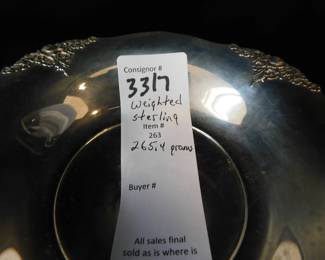 Consignor #
3317
weighted
sterling
Item #
263
265.4 grams
Buyer #
All sales final
sold as is where is